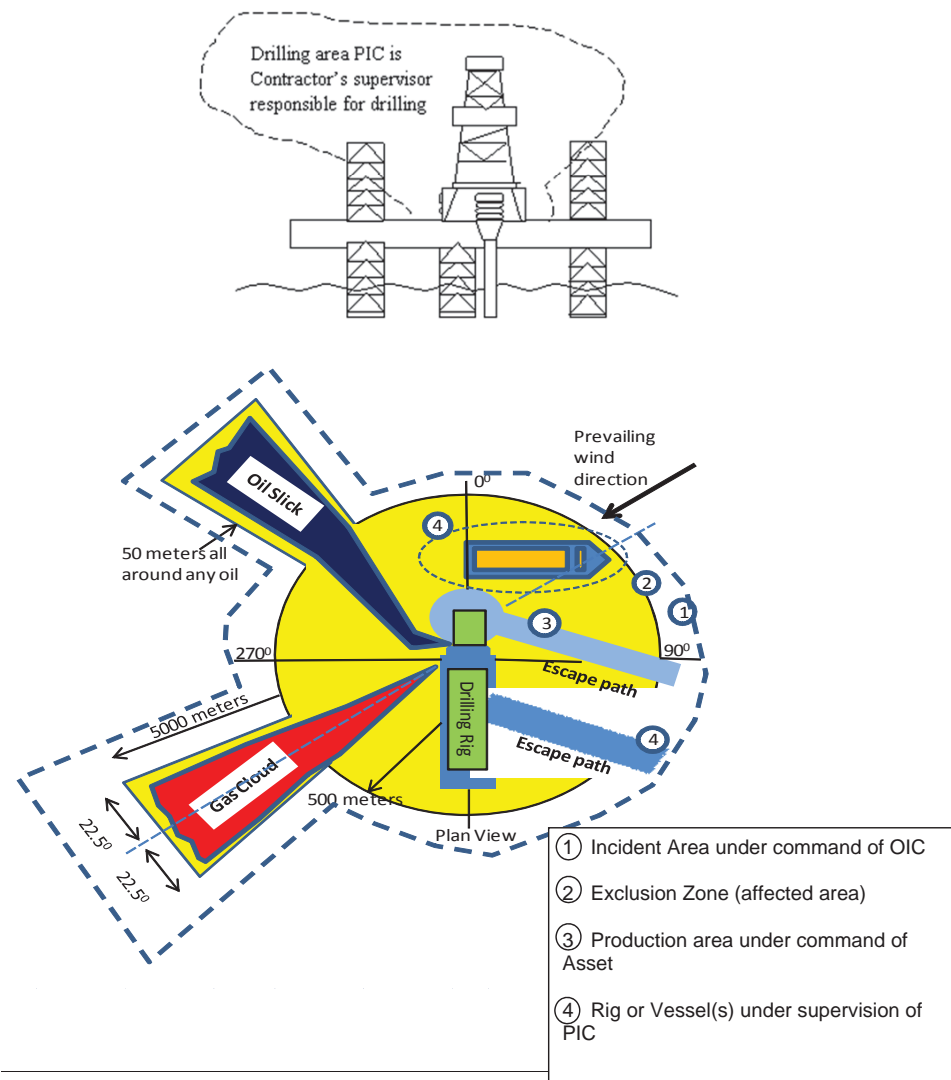 Drilling area PIC is
Contractor's supervisor
responsible for drilling
Prevailing
wind
direction
0⁰
4
Oil Slick
50 meters all
around any oil
2
1
3
270⁰
90⁰
Escape path
Drilling Rig
5000 meters
4
Escape path
Gas Cloud
500 meters
22.5⁰
22.5⁰
Plan View
1 Incident Area under command of OIC
2 Exclusion Zone (affected area)
3 Production area under command of
Asset
4 Rig or Vessel(s) under supervision of
PIC